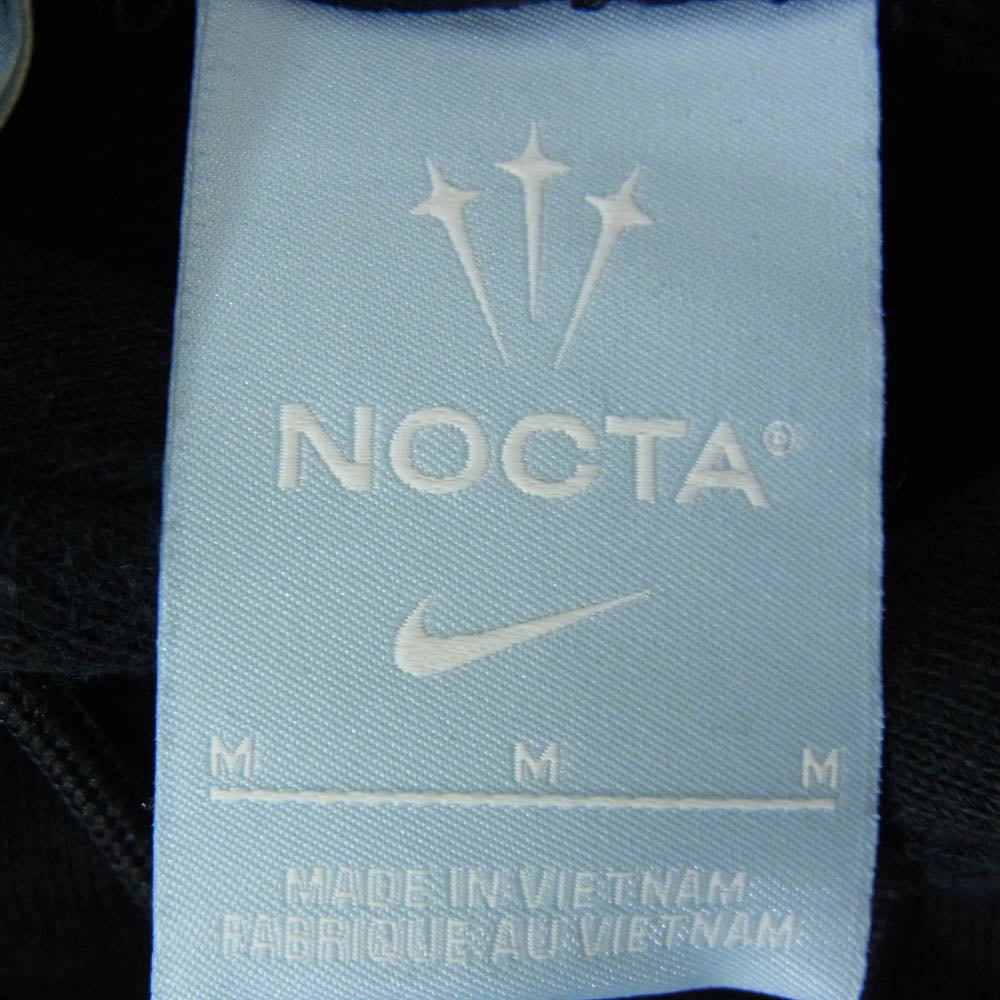 NOCTA®
M M M
MADE IN VIETNAM
FABRIQUE AU VIETNAM